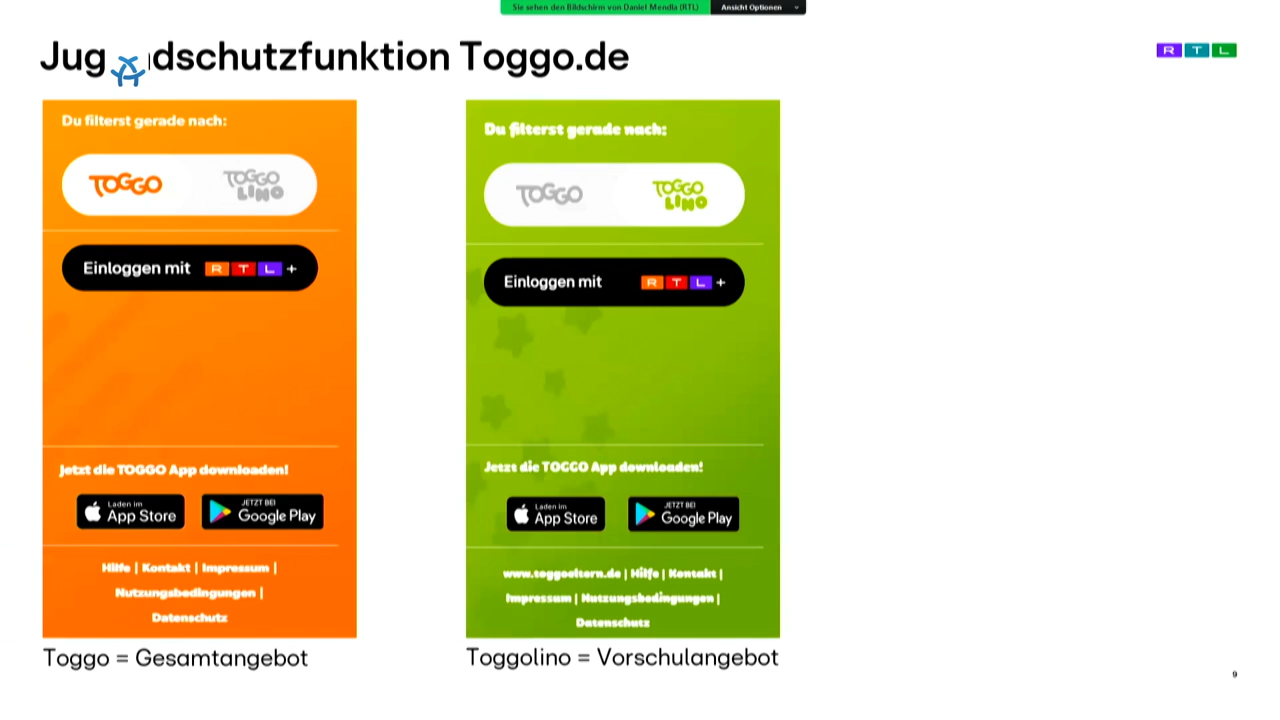 Sie sehen den Bildschirm von Daniel Mendla (RTL) Ansicht Optionen
Jug dschutzfunktion Toggo.de
RTL
Du filterst gerade nach:
TOGGO TOGGO LINO
Einloggen mit RTL+
Jetzt die TOGGO App downloaden!
Laden im App Store JETZT BEI Google Play
Hilfe | Kontakt | Impressum |
Nutzungsbedingungen |
Datenschutz
Toggo = Gesamtangebot
Du filterst gerade nach:
TOGGO TOGGO LINO
Einloggen mit RTL+
Jetzt die TOGGO App downloaden!
Laden im App Store JETZT BEI Google Play
www.toggoeltern.de | Hilfe | Kontakt |
Impressum | Nutzungsbedingungen |
Datenschutz
Toggolino = Vorschulangebot
9